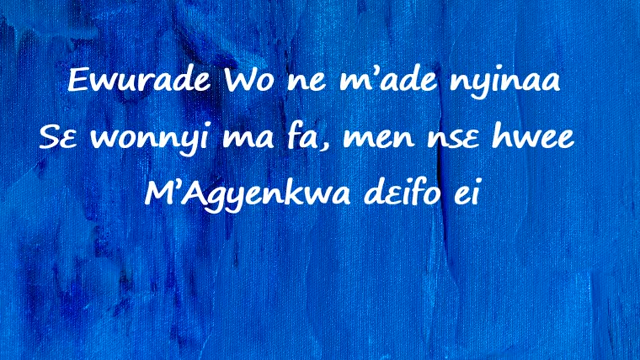 Ewurade Wo ne m’ade nyinaa
Sɛ wonnyi ma fa, men nsɛ hwee
M’Agyenkwa dɛifo ei